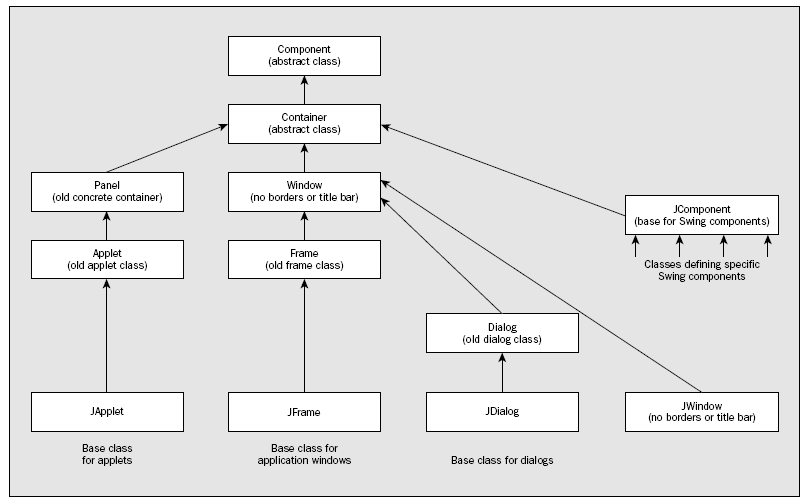 Component
(abstract class)
Container
(abstract class)
Panel
(old concrete container)
Window
(no borders or title bar)
JComponent
(base for Swing components)
Applet
(old applet class)
Frame
(old frame class)
Classes defining specific
Swing components
Dialog
(old dialog class)
JApplet
JFrame
JDialog
JWindow
(no borders or title bar)
Base class
for applets
Base class for
application windows
Base class for dialogs